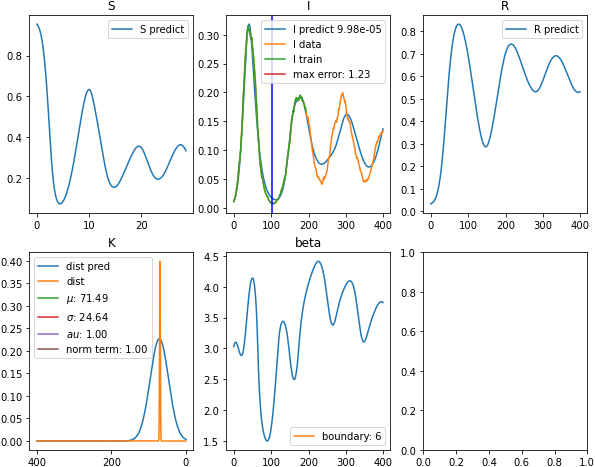 S
I
R
S predict
I predict 9.98e-05
I data
I train
max error: 1.23
R predict
0.8
0.6
0.4
0.2
0.30
0.25
0.20
0.15
0.10
0.05
0.00
0.8
0.7
0.6
0.5
0.4
0.3
0.2
0.1
0.0
0 10 20
0 100 200 300 400
0 100 200 300 400
K
beta
dist pred
dist
μ: 71.49
σ: 24.64
au: 1.00
norm term: 1.00
boundary: 6
0.40
0.35
0.30
0.25
0.20
0.15
0.10
0.05
0.00
4.5
4.0
3.5
3.0
2.5
2.0
1.5
1.0
0.8
0.6
0.4
0.2
0.0
400 200 0
0 100 200 300 400
0.0 0.2 0.4 0.6 0.8 1.0